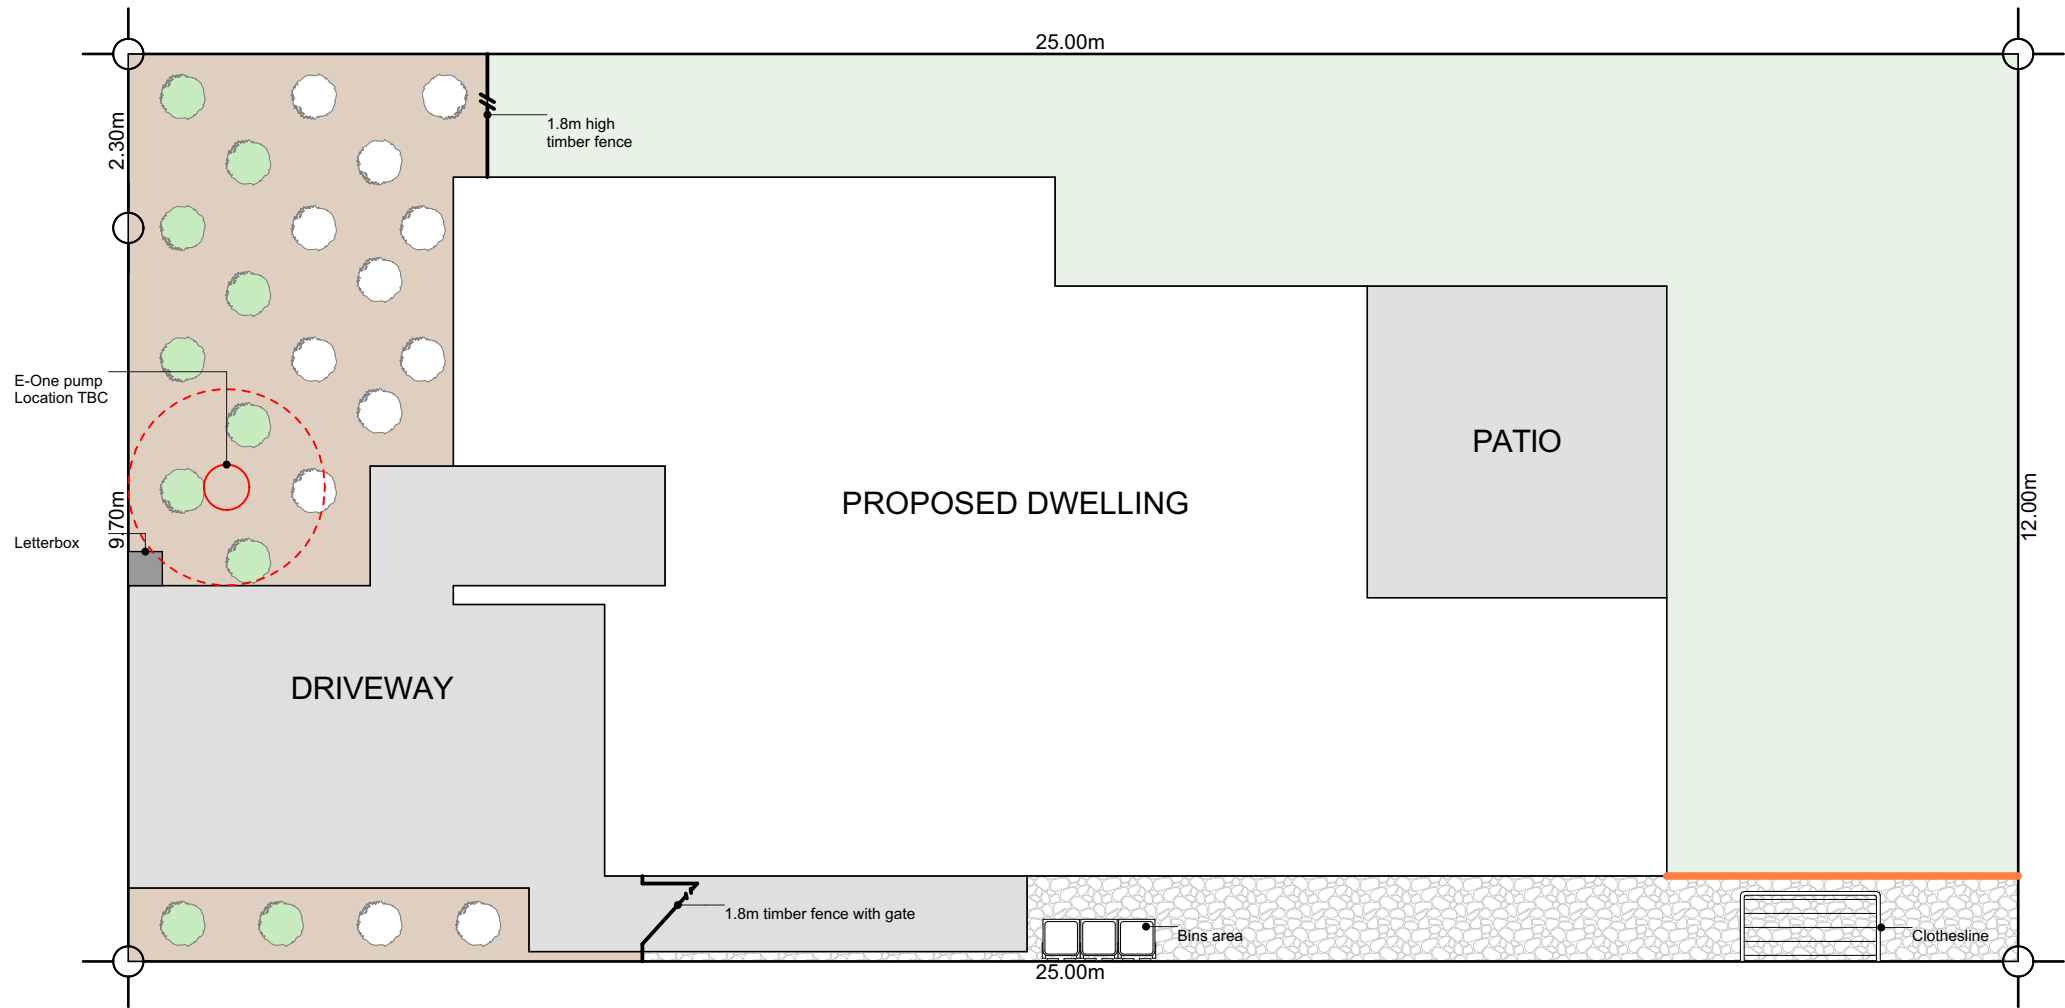 25.00m
2.30m
1.8m high
timber fence
E-One pump
Location TBC
PATIO
PROPOSED DWELLING
9.70m
12.00m
Letterbox
DRIVEWAY
1.8m timber fence with gate
Bins area
Clothesline
25.00m